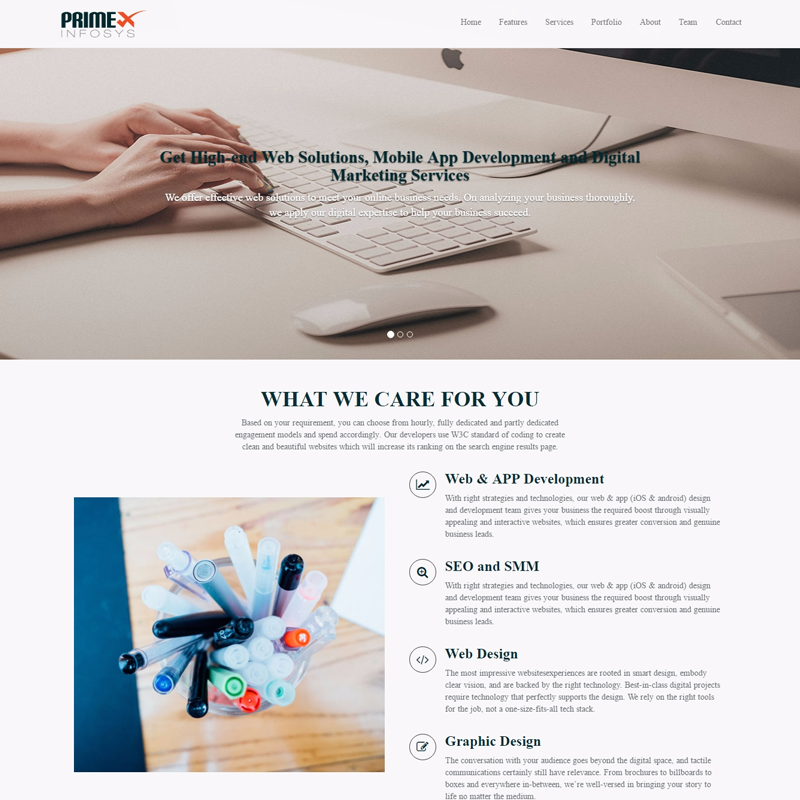 PRIMEX
INFOSYS
Home Features Services Portfolio About Team Contact
Get High-end Web Solutions, Mobile App Development and Digital
Marketing Services
We offer effective web solutions to meet your online business needs. On analyzing your business thoroughly,
we apply our digital expertise to help your business succeed.
WHAT WE CARE FOR YOU
Based on your requirement, you can choose from hourly, fully dedicated and partly dedicated
engagement models and spend accordingly. Our developers use W3C standard of coding to create
clean and beautiful websites which will increase its ranking on the search engine results page.
Web & APP Development
With right strategies and technologies, our web & app (iOS & android) design
and development team gives your business the required boost through visually
appealing and interactive websites, which ensures greater conversion and genuine
business leads.
SEO and SMM
With right strategies and technologies, our web & app (iOS & android) design
and development team gives your business the required boost through visually
appealing and interactive websites, which ensures greater conversion and genuine
business leads.
Web Design
The most impressive websitesexperiences are rooted in smart design, embody
clear vision, and are backed by the right technology. Best-in-class digital projects
require technology that perfectly supports the design. We rely on the right tools
for the job, not a one-size-fits-all tech stack.
Graphic Design
The conversation with your audience goes beyond the digital space, and tactile
communications certainly still have relevance. From brochures to billboards to
boxes and everywhere in-between, we're well-versed in bringing your story to
life no matter the medium.